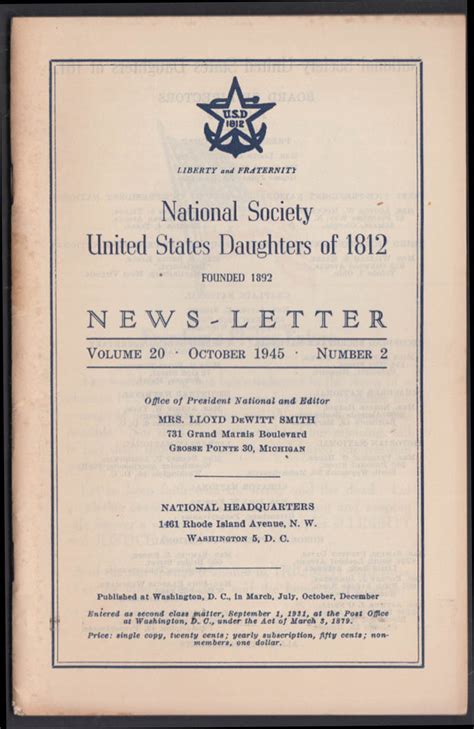 U.S.D
1812
LIBERTY and FRATERNITY
National Society
United States Daughters of 1812
FOUNDED 1892
NEWS-LETTER
VOLUME 20 · OCTOBER 1945 · NUMBER 2
Office of President National and Editor
MRS. LLOYD DEWITT SMITH
731 Grand Marais Boulevard
GROSSE POINTE 30, MICHIGAN
NATIONAL HEADQUARTERS
1461 Rhode Island Avenue, N. W.
WASHINGTON 5, D. C.
Published at Washington, D. C., in March, July, October, December
Entered as second class matter, September 1, 1931, at the Post Office
at Washington, D. C., under the Act of March 3, 1879.
Price: single copy, twenty cents; yearly subscription, fifty cents; non-
members, one dollar.